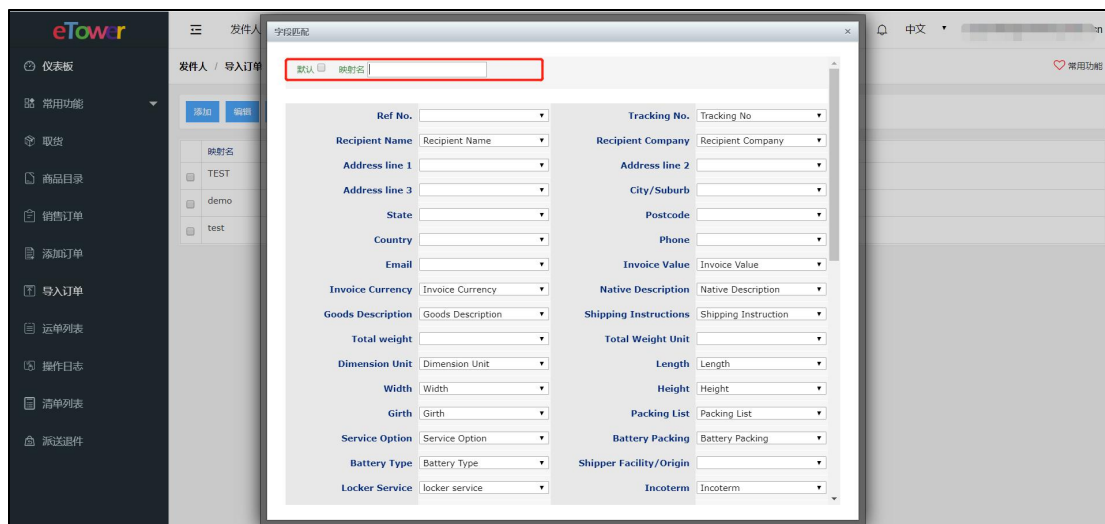 eTower
发件人
字段匹配
×
中文
cn
仪表板
发件人 / 导入订单
默认 映射名
常用功能
常用功能
添加
编辑
取货
映射名
商品目录
TEST
销售订单
demo
添加订单
test
导入订单
运单列表
操作日志
清单列表
派送退件
Ref No.
Tracking No. Tracking No
Recipient Name Recipient Name
Recipient Company Recipient Company
Address line 1
Address line 2
Address line 3
City/Suburb
State
Postcode
Country
Phone
Email
Invoice Value Invoice Value
Invoice Currency Invoice Currency
Native Description Native Description
Goods Description Goods Description
Shipping Instructions Shipping Instruction
Total weight
Total Weight Unit
Dimension Unit Dimension Unit
Length Length
Width Width
Height Height
Girth Girth
Packing List Packing List
Service Option Service Option
Battery Packing Battery Packing
Battery Type Battery Type
Shipper Facility/Origin
Locker Service locker service
Incoterm Incoterm